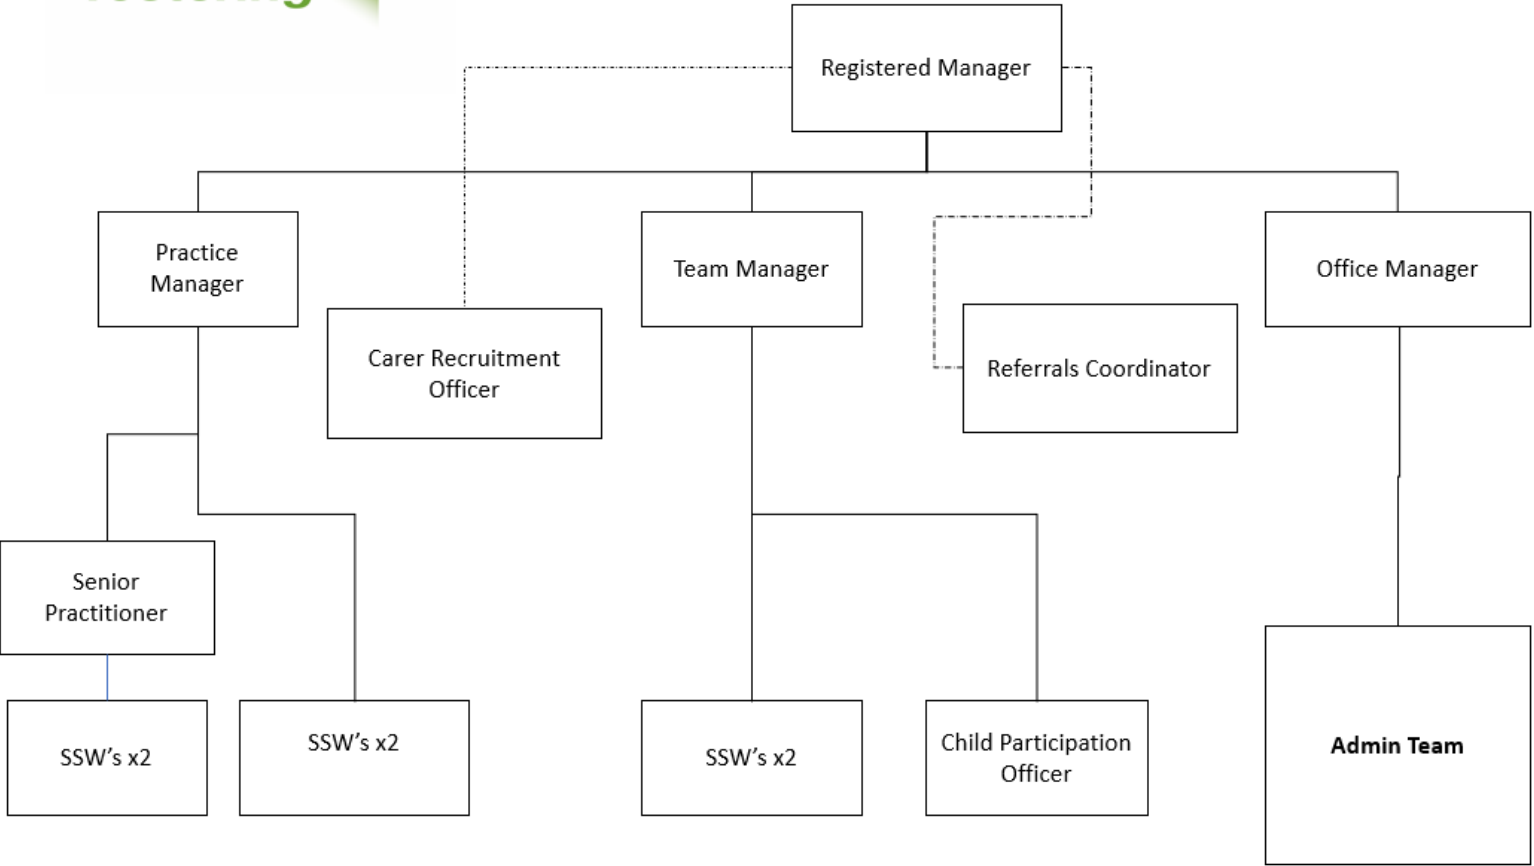 fostering
Registered Manager
Practice
Manager
Team Manager
Office Manager
Carer Recruitment
Officer
Referrals Coordinator
Senior
Practitioner
SSW’s x2
SSW’s x2
SSW’s x2
Child Participation
Officer
Admin Team